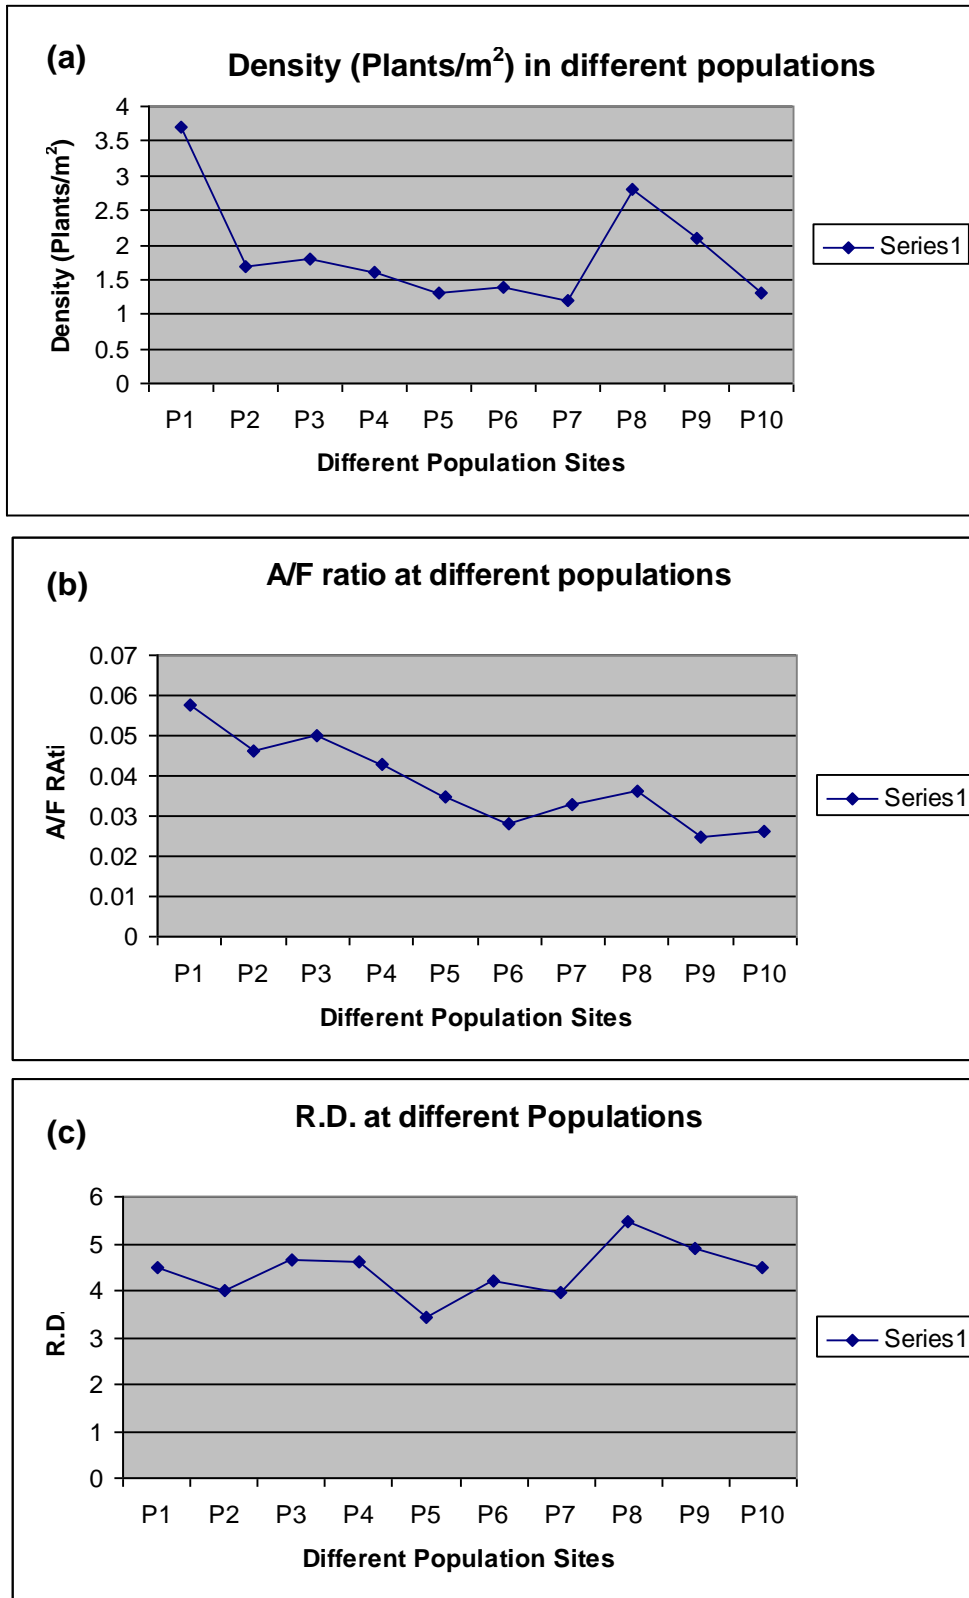 (a)
Density (Plants/m²) in different populations
Density (Plants/m²)
4
3.5
3
2.5
2
1.5
1
0.5
0
Series1
P1 P2 P3 P4 P5 P6 P7 P8 P9 P10
Different Population Sites
(b)
A/F ratio at different populations
A/F RAti
0.07
0.06
0.05
0.04
0.03
0.02
0.01
0
Series1
P1 P2 P3 P4 P5 P6 P7 P8 P9 P10
Different Population Sites
(c)
R.D. at different Populations
R.D.
6
5
4
3
2
1
0
Series1
P1 P2 P3 P4 P5 P6 P7 P8 P9 P10
Different Population Sites